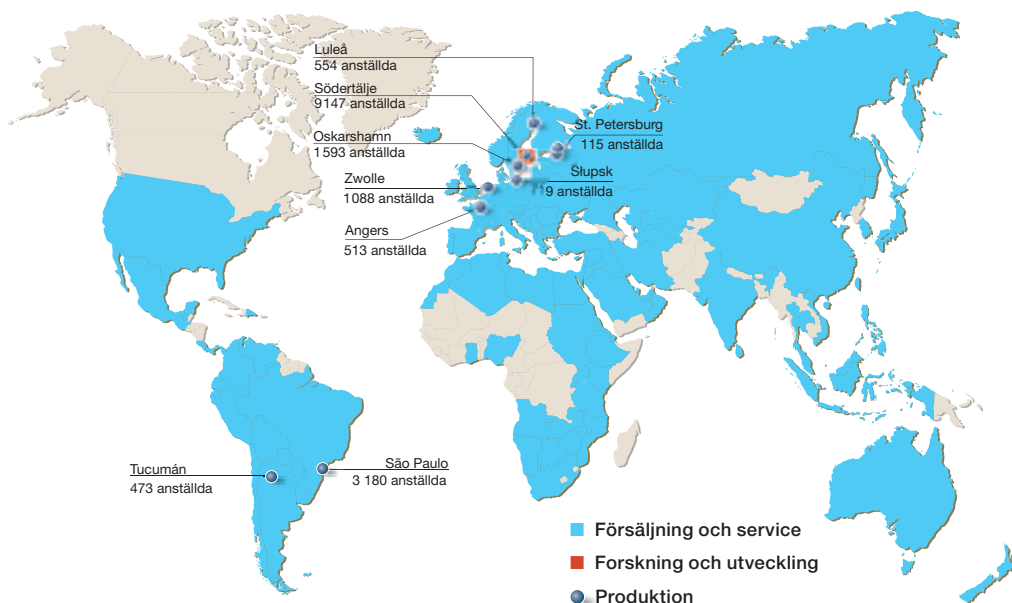 Luleå
554 anställda
Södertälje
9147 anställda
Oskarshamn
1593 anställda
Zwolle
1088 anställda
Angers
513 anställda
St. Petersburg
115 anställda
Słupsk
719 anställda
Tucumán
473 anställda
São Paulo
3 180 anställda
Försäljning och service
Forskning och utveckling
Produktion